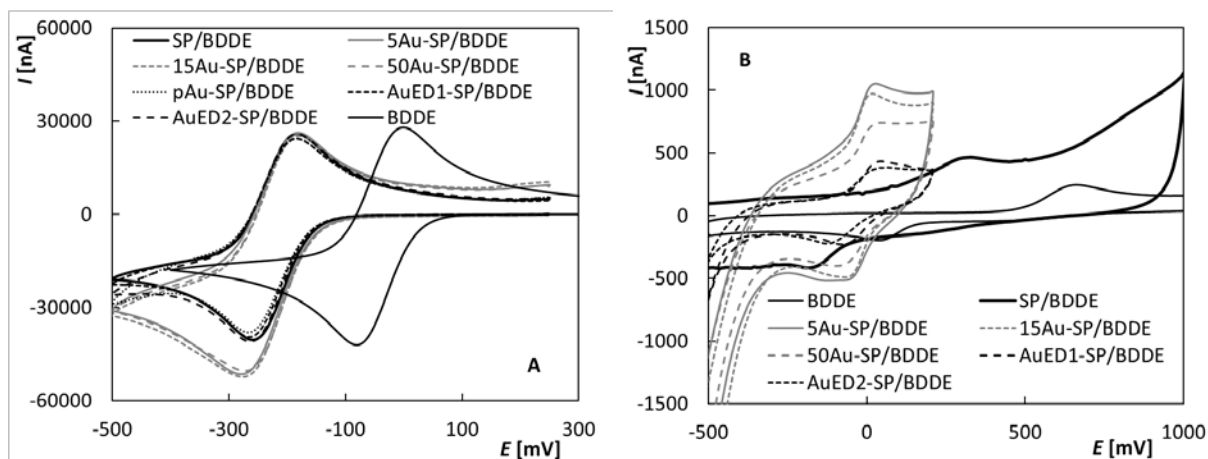 60000
I [nA]
A
SP/BDDE 5Au-SP/BDDE
15Au-SP/BDDE 50Au-SP/BDDE
pAu-SP/BDDE AuED1-SP/BDDE
AuED2-SP/BDDE BDDE
30000
0
-30000
-60000
-500 -300 -100 100 300
E [mV]
1500
I [nA]
B
1000
500
0
-500
-1000
-1500
BDDE SP/BDDE
5Au-SP/BDDE 15Au-SP/BDDE
50Au-SP/BDDE AuED1-SP/BDDE
AuED2-SP/BDDE
-500 0 500 1000
E [mV]